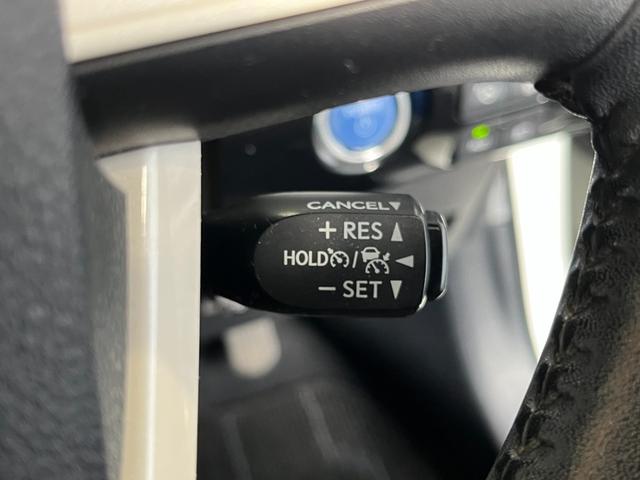 CANCEL▼
+ RES ▲
HOLD / ◀
− SET ▼